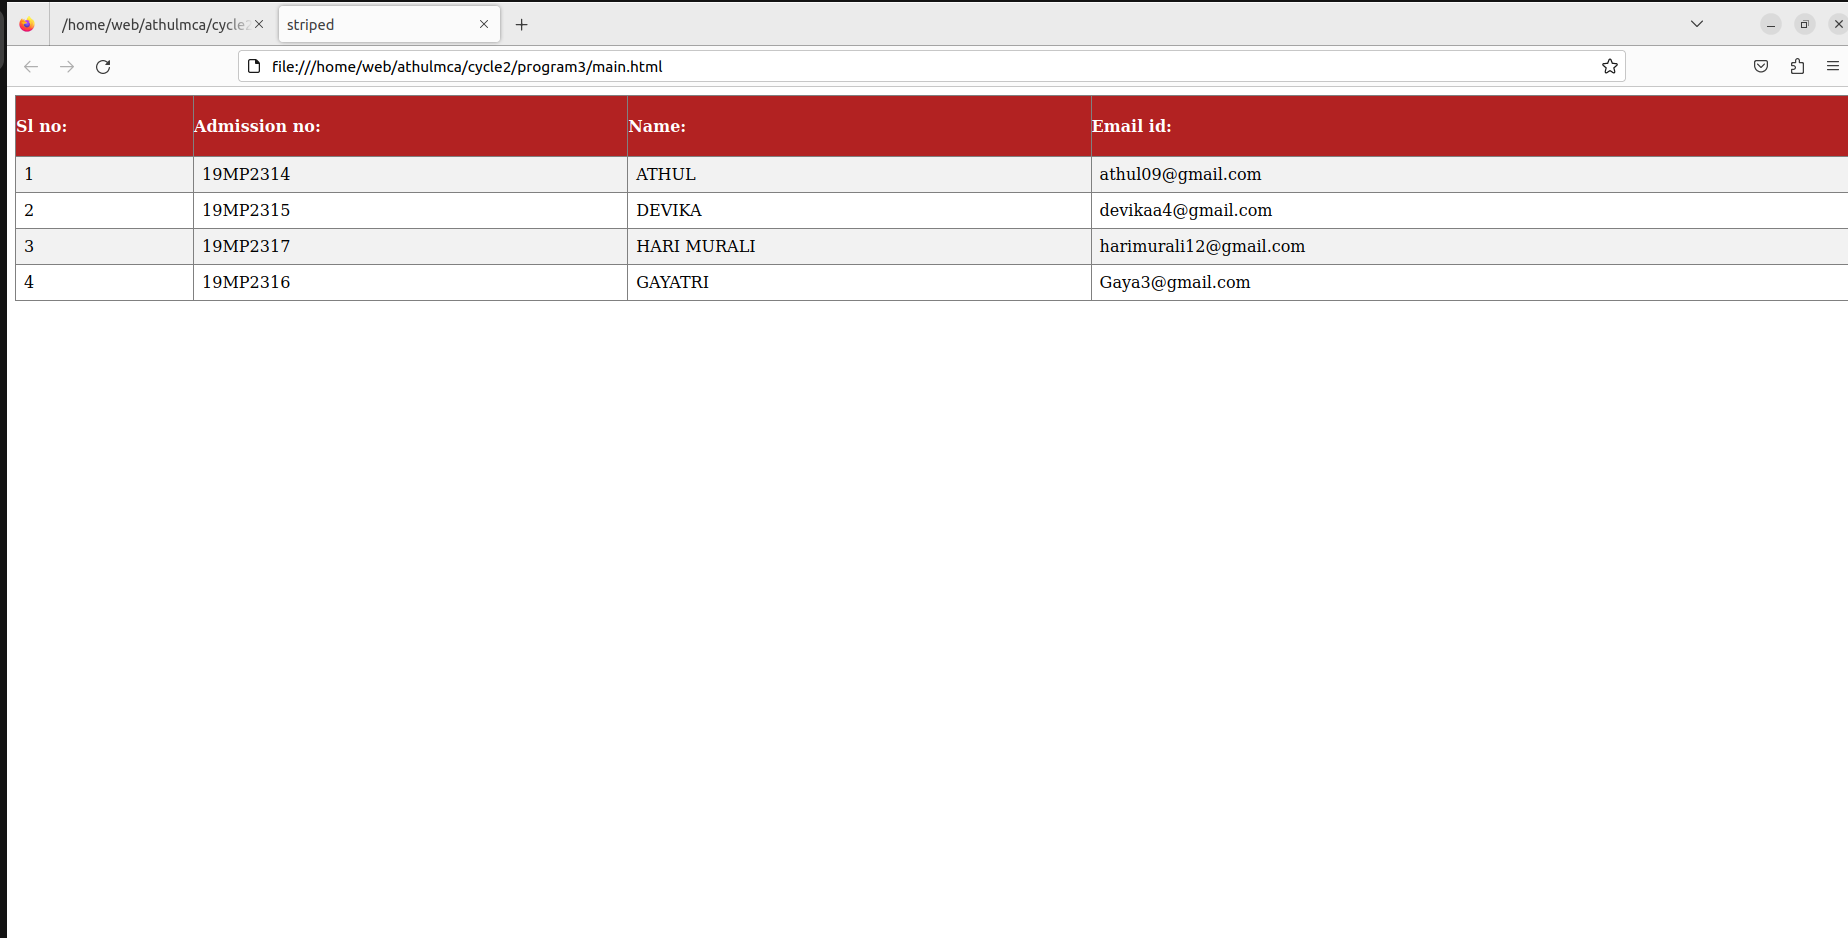 /home/web/athulmca/cycle2
striped
file:///home/web/athulmca/cycle2/program3/main.html
Sl no: Admission no: Name: Email id:
1 19MP2314 ATHUL athul09@gmail.com
2 19MP2315 DEVIKA devikaa4@gmail.com
3 19MP2317 HARI MURALI harimurali12@gmail.com
4 19MP2316 GAYATRI Gaya3@gmail.com